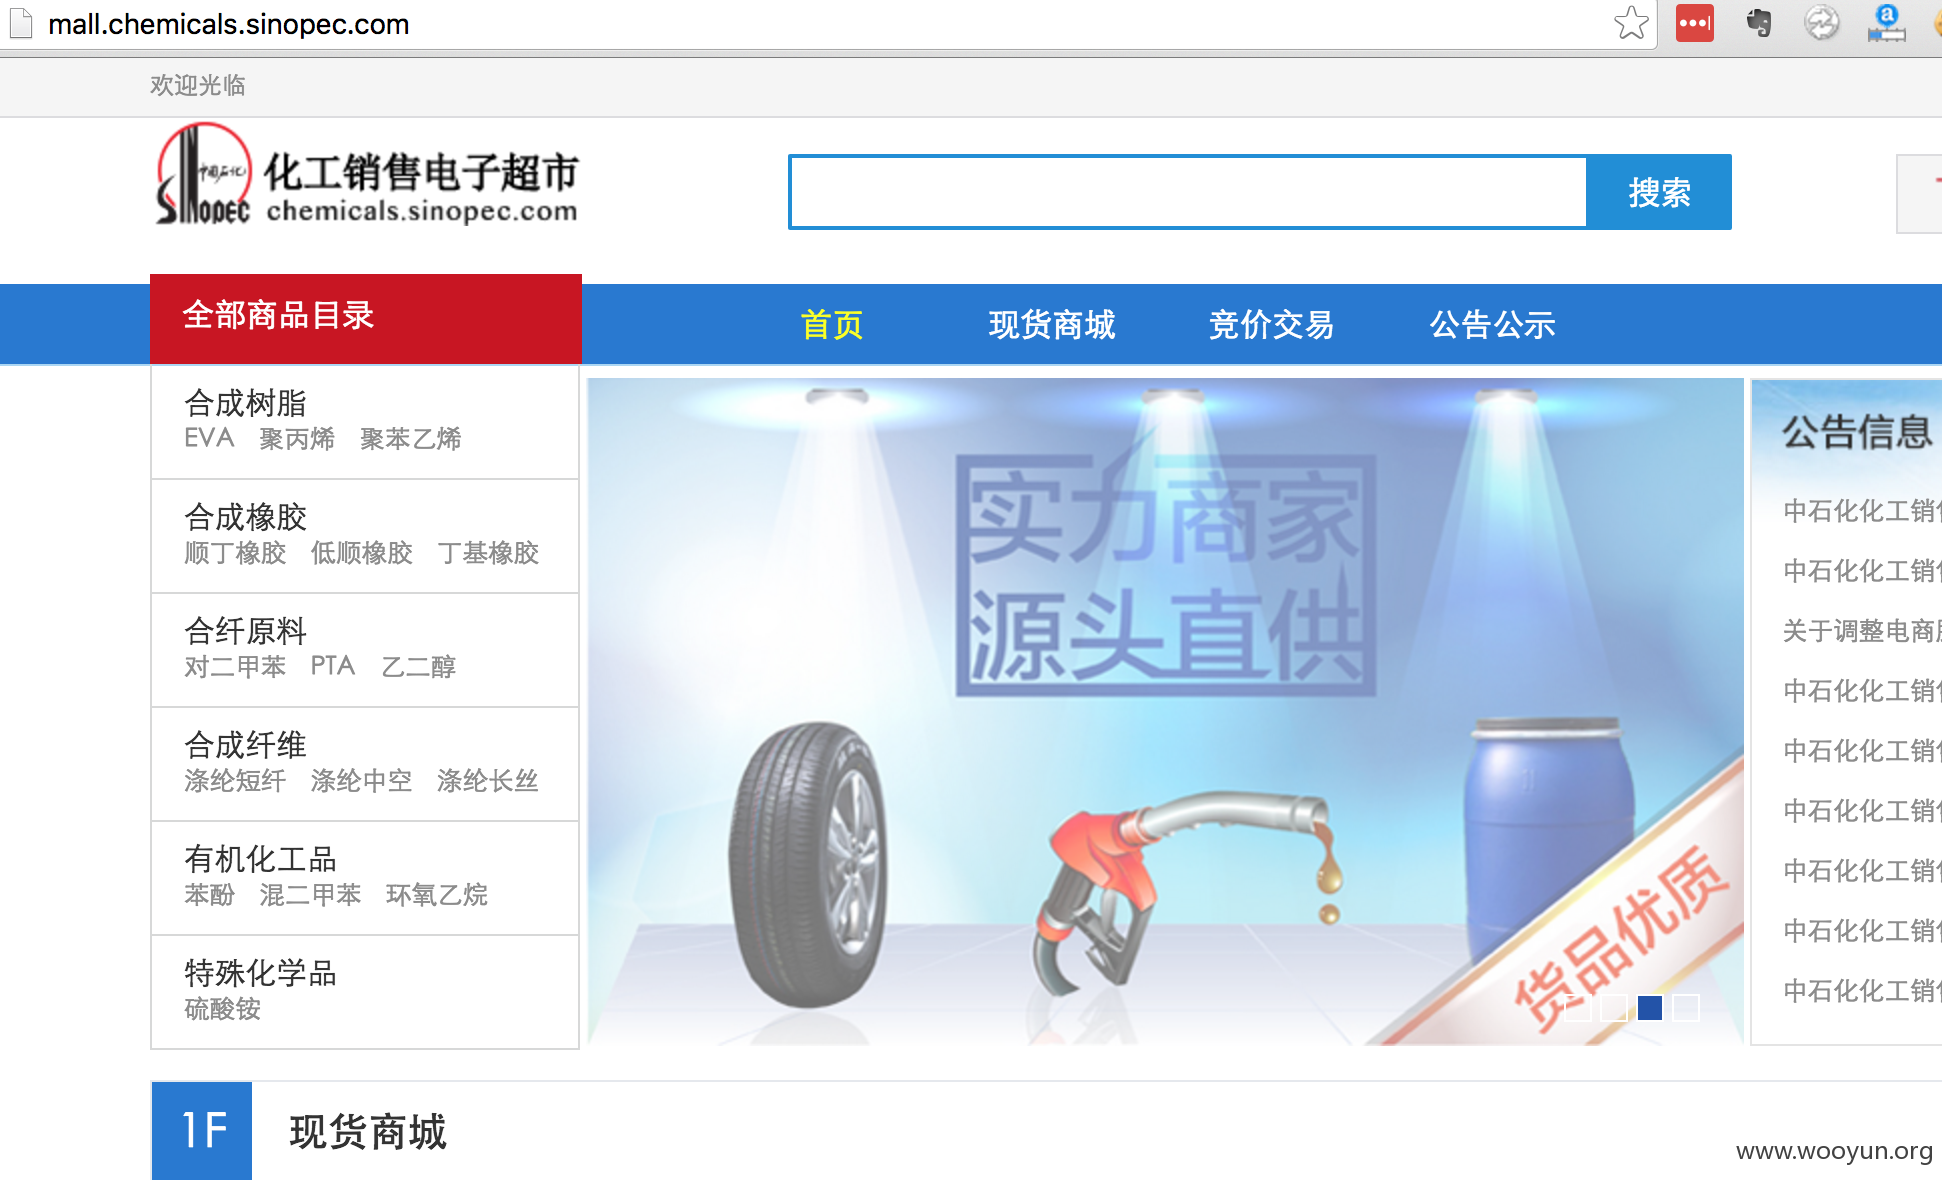 mall.chemicals.sinopec.com
欢迎光临
中国石化
SINOPEC
化工销售电子超市
chemicals.sinopec.com
搜索
全部商品目录
首页 现货商城 竞价交易 公告公示
合成树脂
EVA 聚丙烯 聚苯乙烯
合成橡胶
顺丁橡胶 低顺橡胶 丁基橡胶
合纤原料
对二甲苯 PTA 乙二醇
合成纤维
涤纶短纤 涤纶中空 涤纶长丝
有机化工品
苯酚 混二甲苯 环氧乙烷
特殊化学品
硫酸铵
实力商家
源头直供
货品优质
公告信息
中石化化工销售
中石化化工销售
关于调整电商
中石化化工销售
中石化化工销售
中石化化工销售
中石化化工销售
中石化化工销售
中石化化工销售
1F 现货商城
www.wooyun.org